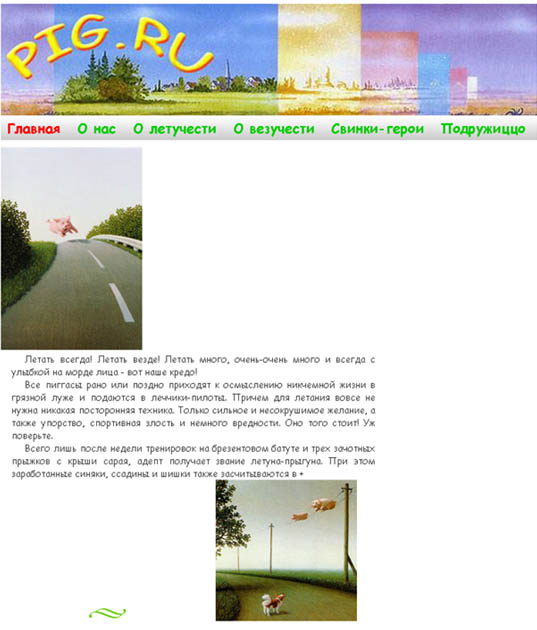 PIG.RU
Главная О нас О летучести О везучести Свинки-герои Подружиццо
Летать всегда! Летать везде! Летать много, очень-очень много и всегда с
улыбкой на морде лица - вот наше кредо!
Все пиггасы рано или поздно приходят к осмыслению никчемной жизни в
грязной луже и подаются в леччики-пилоты. Причем для летания вовсе не
нужна никакая посторонняя техника. Только сильное и несокрушимое желание, а
также упорство, спортивная злость и немного вредности. Оно того стоит! Уж
поверьте.
Всего лишь после недели тренировок на брезентовом батуте и трех зачотных
прыжков с крыши сарая, адепт получает звание летуна-прыгуна. При этом
заработанные синяки, ссадины и шишки также засчитываются в +